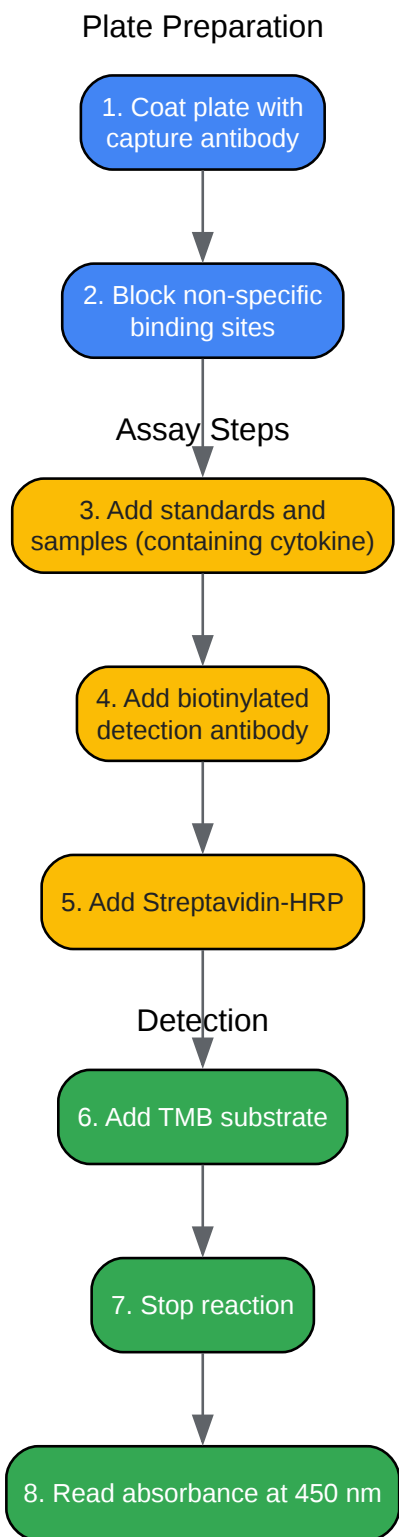 Plate Preparation
1. Coat plate with
capture antibody
2. Block non-specific
binding sites
Assay Steps
3. Add standards and
samples (containing cytokine)
4. Add biotinylated
detection antibody
5. Add Streptavidin-HRP
Detection
6. Add TMB substrate
7. Stop reaction
8. Read absorbance at 450 nm